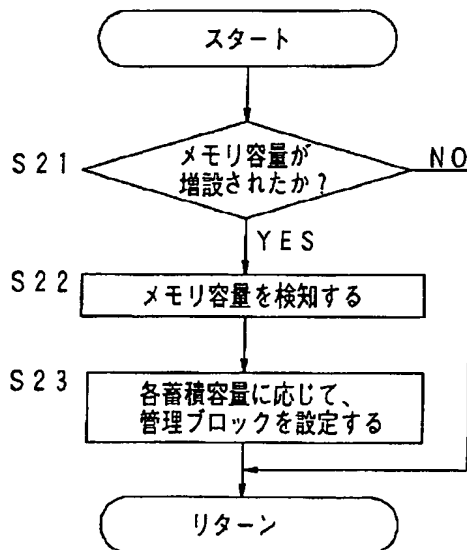 スタート
S21
メモリ容量が
増設されたか?
NO
YES
S22
メモリ容量を検知する
S23
各蓄積容量に応じて、
管理ブロックを設定する
リターン